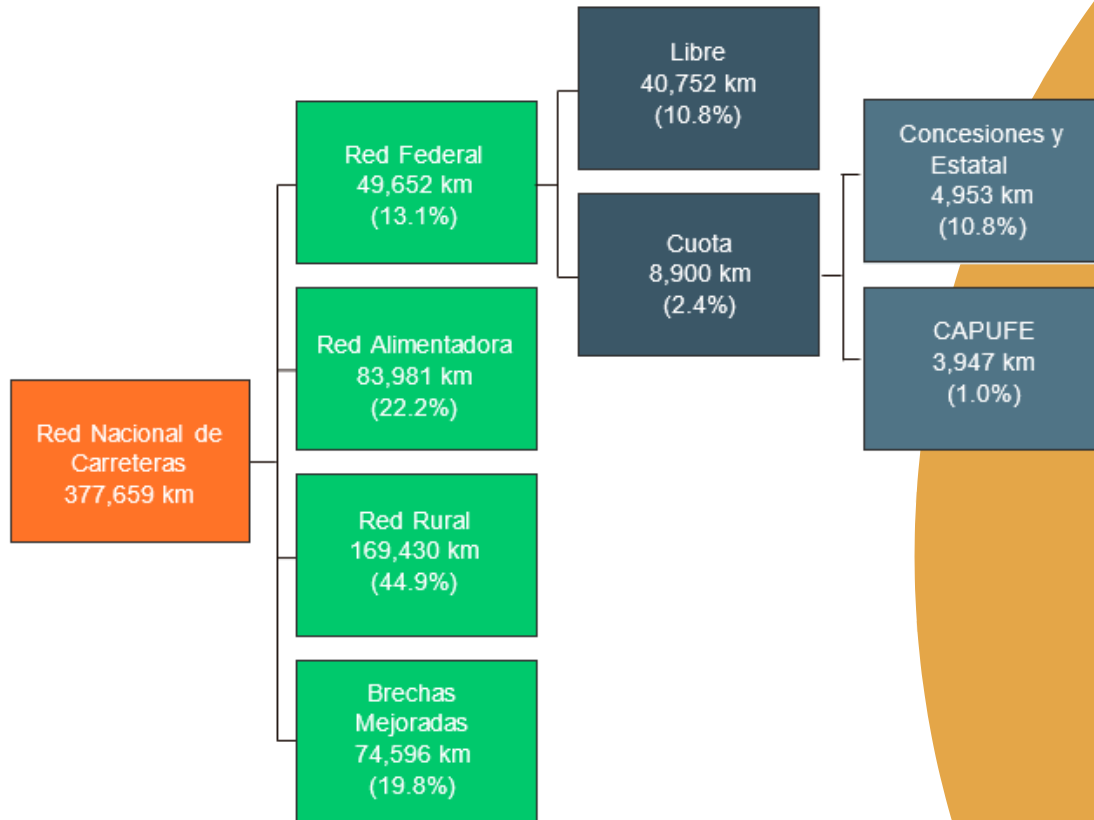 Red Nacional de
Carreteras
377,659 km
Red Federal
49,652 km
(13.1%)
Red Alimentadora
83,981 km
(22.2%)
Red Rural
169,430 km
(44.9%)
Brechas
Mejoradas
74,596 km
(19.8%)
Libre
40,752 km
(10.8%)
Cuota
8,900 km
(2.4%)
Concesiones y
Estatal
4,953 km
(10.8%)
CAPUFE
3,947 km
(1.0%)